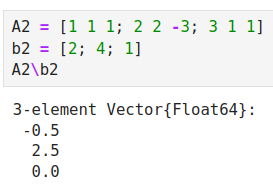 A2 = [1 1 1; 2 2 -3; 3 1 1]
b2 = [2; 4; 1]
A2\b2
3-element Vector{Float64}:
 -0.5
  2.5
  0.0